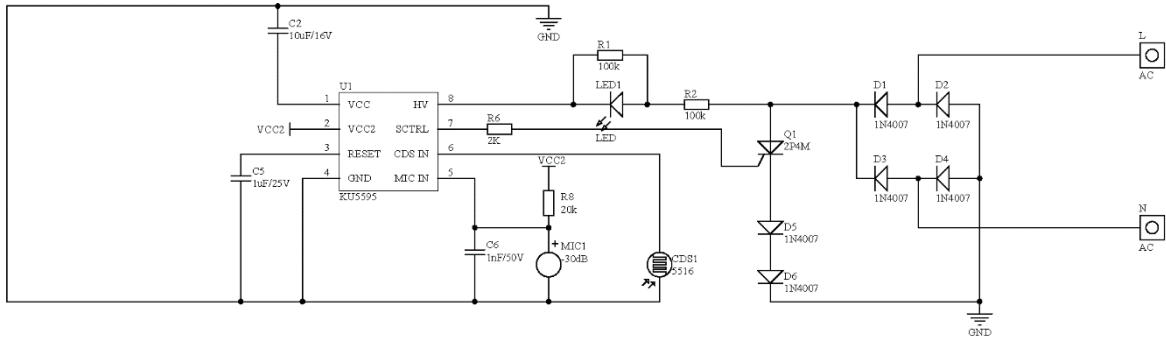 C2
10uF/16V
GND
L
AC
R1
100k
U1
LED1
R2
100k
D1
D2
1 VCC HV 8
1N4007
1N4007
VCC2
2 VCC2 SCTRL 7
R6
2K
LED
Q1
2P4M
3 RESET CDS IN 6
VCC2
D3
D4
C5
1uF/25V
4 GND MIC IN 5
KU5595
R8
20k
1N4007
1N4007
N
AC
C6
1nF/50V
+ MIC1
-30dB
CDS1
5516
D5
1N4007
D6
1N4007
GND